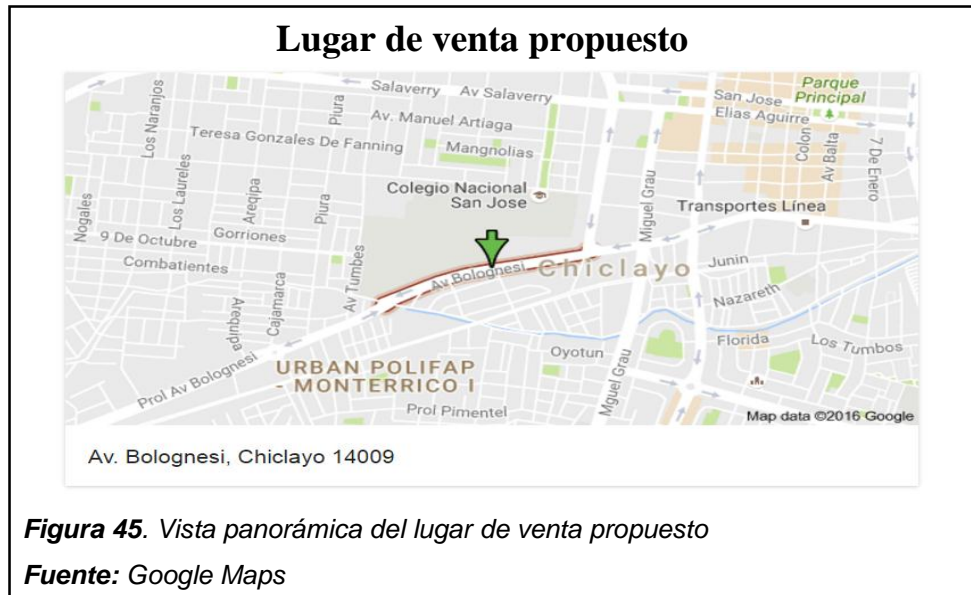 Lugar de venta propuesto
Salaverry
Av Salaverry
San Jose
Parque
Principal
Elias Aguirre
Los Naranjos
Piura
Av. Manuel Artiaga
Teresa Gonzales De Fanning
Mangnolias
Colon
Av Balta
7 De Enero
Los Laureles
Areqipa
Piura
Colegio Nacional
San Jose
Miguel Grau
Transportes Línea
Nogales
9 De Octubre
Gorriones
Combatientes
Av Tumbes
Av Bolognesi
Chiclayo
Junin
Nazareth
Arequipa
Cajamarca
Florida
Los Tumbos
Oyotun
URBAN POLIFAP
- MONTERRICO I
Prol Av Bolognesi
Prol Pimentel
Mguel Grau
Map data ©2016 Google
Av. Bolognesi, Chiclayo 14009
Figura 45. Vista panorámica del lugar de venta propuesto
Fuente: Google Maps